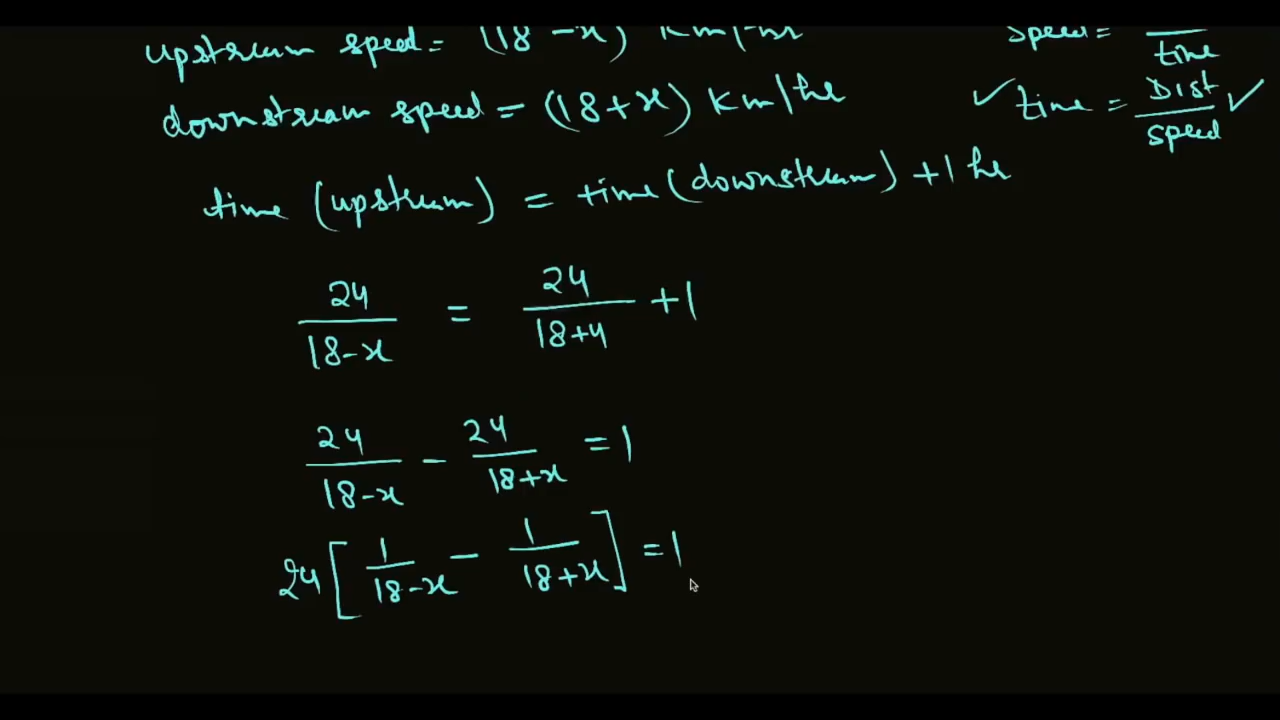 upstream speed = (18 - x) Km/hr
speed =
time
downstream speed = (18+x) Km/hr
✓ time = Dist/speed ✓
time (upstream) = time (downstream) + 1 hr
24/18-x = 24/18+y + 1
24/18-x - 24/18+x = 1
24[1/18-x - 1/18+x] = 1